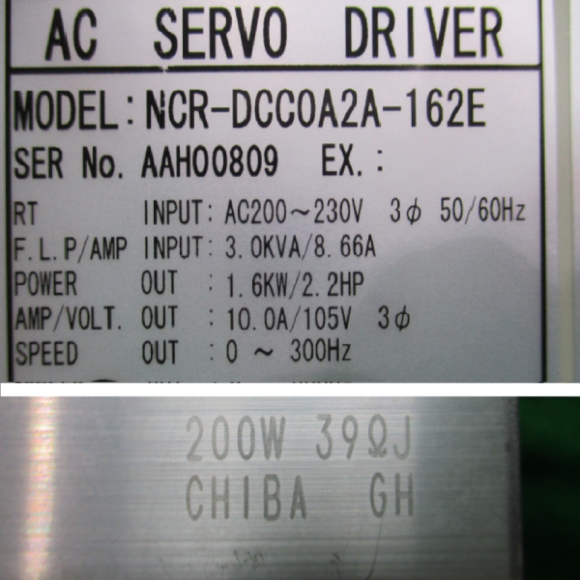 AC SERVO DRIVER
MODEL: NCR-DCC0A2A-162E
SER No. AAH00809 EX.:
RT INPUT: AC200~230V 3ϕ 50/60Hz
F.L.P/AMP INPUT: 3.0KVA/8.66A
POWER OUT : 1.6KW/2.2HP
AMP/VOLT. OUT : 10.0A/105V 3ϕ
SPEED OUT : 0 ~ 300Hz
200W 39ΩJ
CHIBA GH